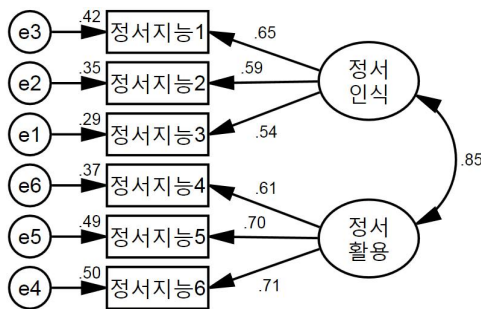 e3 .42 정서지능1 .65
e2 .35 정서지능2 .59
정서
인식
e1 .29 정서지능3 .54
.85
e6 .37 정서지능4 .61
e5 .49 정서지능5 .70
정서
활용
e4 .50 정서지능6 .71